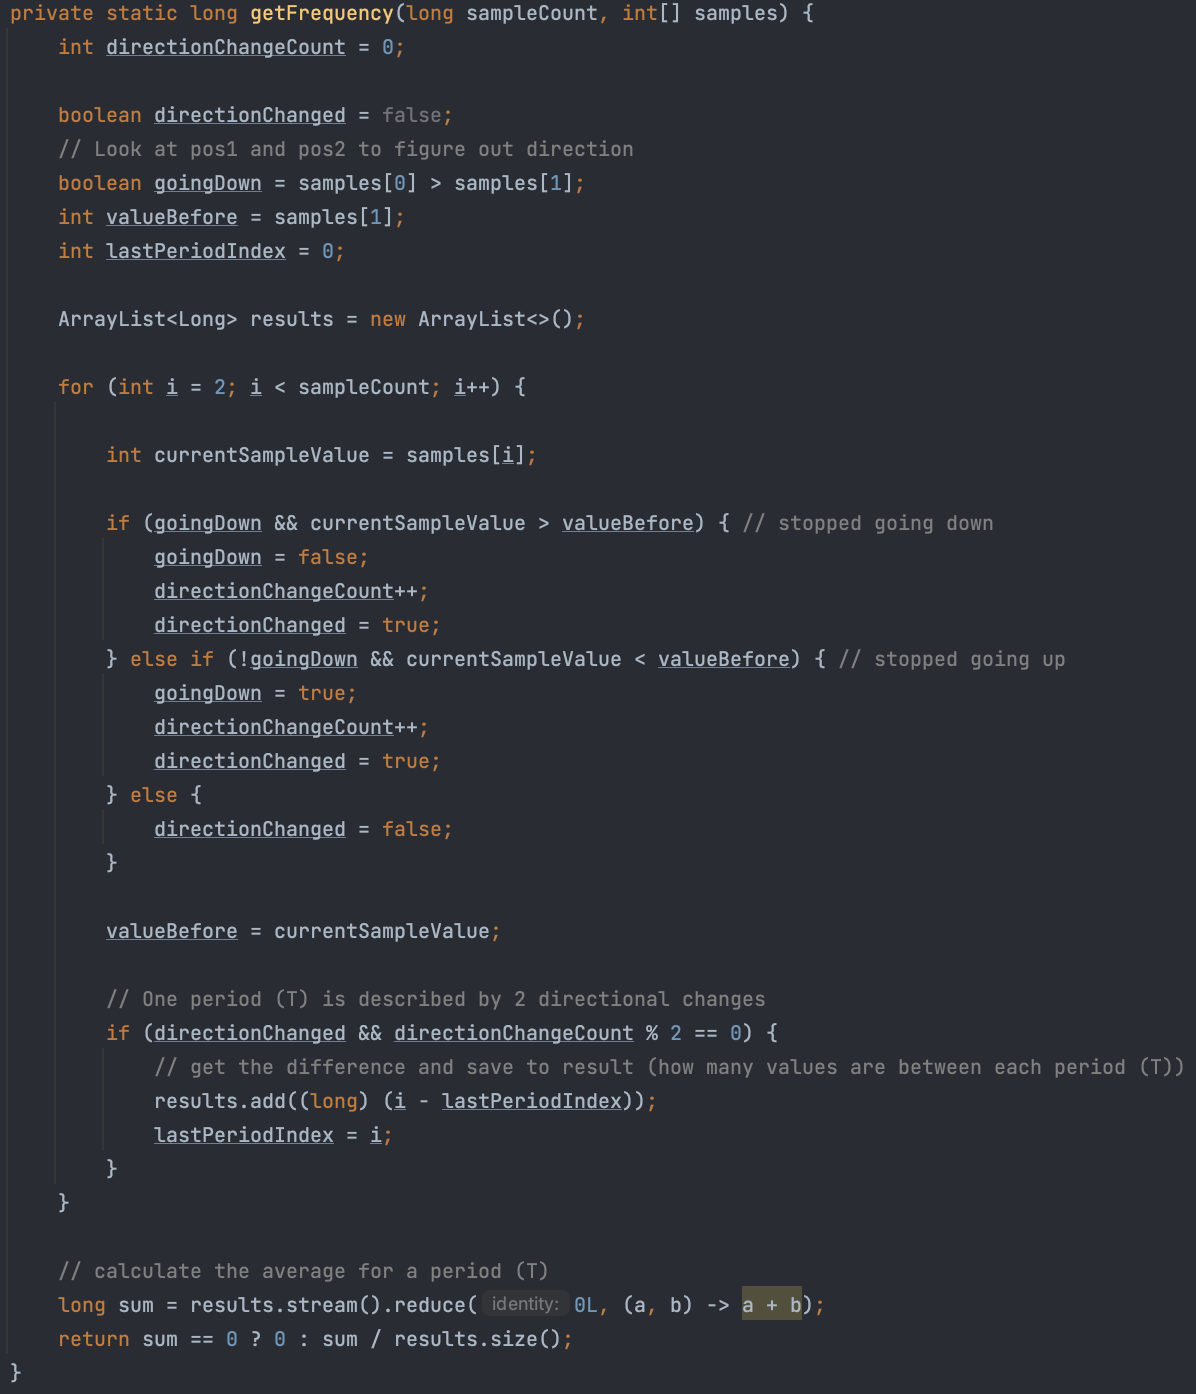 private static long getFrequency(long sampleCount, int[] samples) {
    int directionChangeCount = 0;

    boolean directionChanged = false;
    // Look at pos1 and pos2 to figure out direction
    boolean goingDown = samples[0] > samples[1];
    int valueBefore = samples[1];
    int lastPeriodIndex = 0;

    ArrayList<Long> results = new ArrayList<>();

    for (int i = 2; i < sampleCount; i++) {

        int currentSampleValue = samples[i];

        if (goingDown && currentSampleValue > valueBefore) { // stopped going down
            goingDown = false;
            directionChangeCount++;
            directionChanged = true;
        } else if (!goingDown && currentSampleValue < valueBefore) { // stopped going up
            goingDown = true;
            directionChangeCount++;
            directionChanged = true;
        } else {
            directionChanged = false;
        }

        valueBefore = currentSampleValue;

        // One period (T) is described by 2 directional changes
        if (directionChanged && directionChangeCount % 2 == 0) {
            // get the difference and save to result (how many values are between each period (T))
            results.add((long) (i - lastPeriodIndex));
            lastPeriodIndex = i;
        }
    }

    // calculate the average for a period (T)
    long sum = results.stream().reduce( identity: 0L, (a, b) -> a + b);
    return sum == 0 ? 0 : sum / results.size();
}